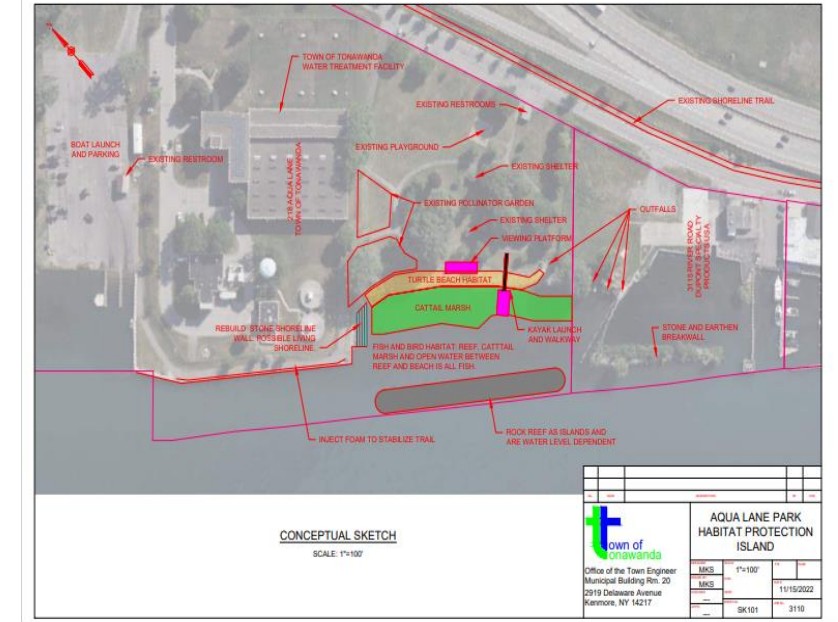 TOWN OF TONAWANDA
WATER TREATMENT FACILITY
EXISTING RESTROOMS
EXISTING SHORELINE TRAIL
BOAT LAUNCH
AND PARKING
EXISTING RESTROOM
EXISTING PLAYGROUND
EXISTING SHELTER
218 AQUA LANE
TOWN OF TONAWANDA
EXISTING POLLINATOR GARDEN
OUTFALLS
EXISTING SHELTER
VIEWING PLATFORM
3115 RIVER ROAD
DUPONT SPECIALTY
PRODUCTS USA
TURTLE BEACH HABITAT
CATTAIL MARSH
REBUILD STONE SHORELINE
WALL, POSSIBLE LIVING
SHORELINE.
KAYAK LAUNCH
AND WALKWAY
STONE AND EARTHEN
BREAKWALL
FISH AND BIRD HABITAT: REEF, CATTTAIL
MARSH AND OPEN WATER BETWEEN
REEF AND BEACH IS ALL FISH.
INJECT FOAM TO STABILIZE TRAIL
ROCK REEF AS ISLANDS AND
ARE WATER LEVEL DEPENDENT
CONCEPTUAL SKETCH
SCALE: 1"=100'
town of
tonawanda
Office of the Town Engineer
Municipal Building Rm. 20
2919 Delaware Avenue
Kenmore, NY 14217
AQUA LANE PARK
HABITAT PROTECTION
ISLAND
MKS
1"=100'
MKS
11/15/2022
SK101
3110